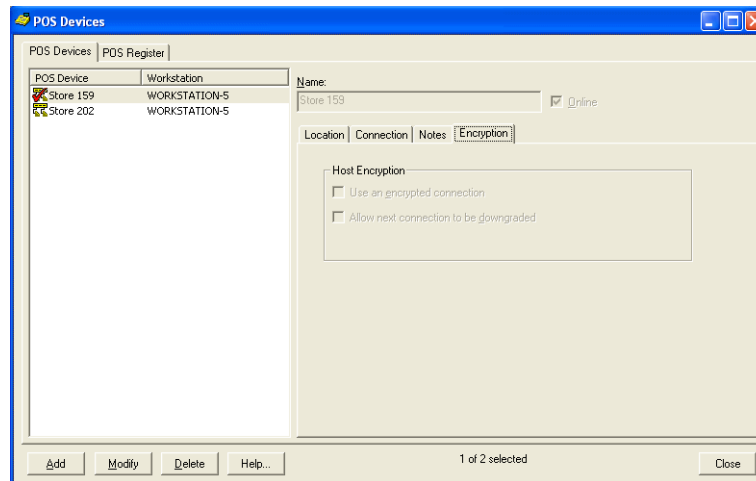 POS Devices
POS Devices POS Register
POS Device Workstation
Store 159 WORKSTATION-5
Store 202 WORKSTATION-5
Name:
Store 159 Online
Location Connection Notes Encryption
Host Encryption
Use an encrypted connection
Allow next connection to be downgraded
Add Modify Delete Help... 1 of 2 selected Close